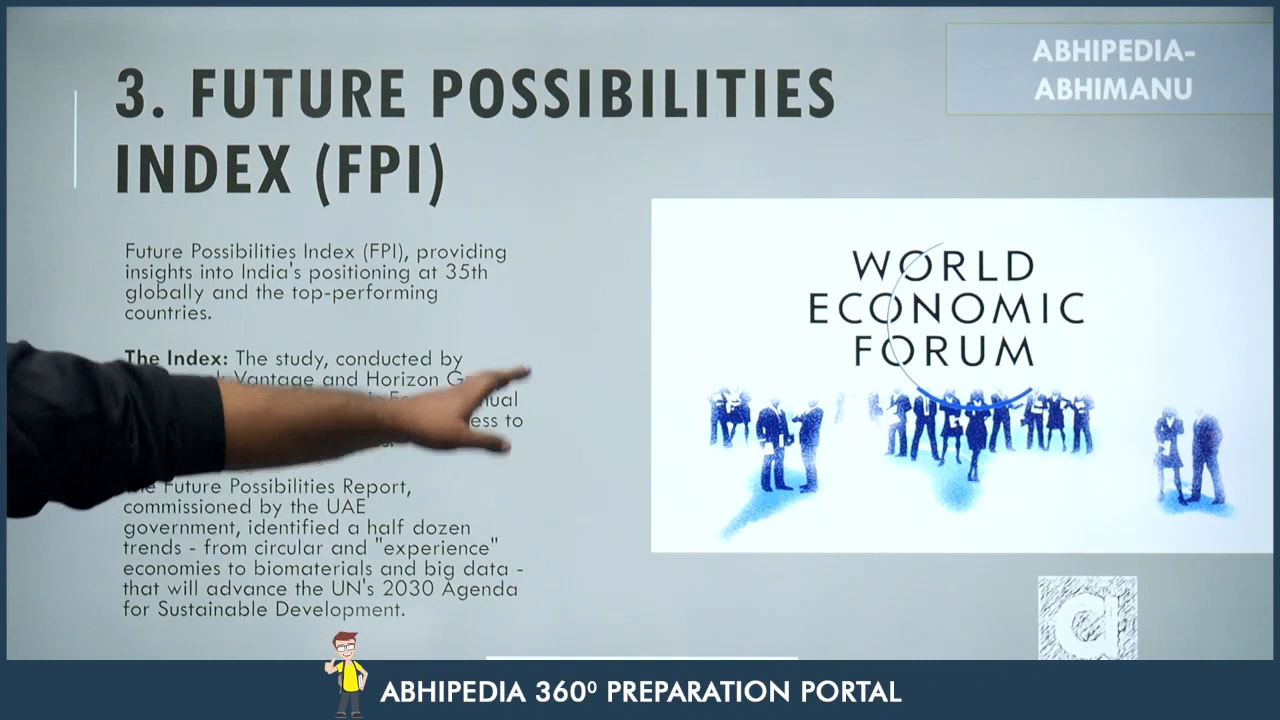 ABHIPEDIA-
ABHIMANU
3. FUTURE POSSIBILITIES
INDEX (FPI)
Future Possibilities Index (FPI), providing
insights into India's positioning at 35th
globally and the top-performing
countries.
The Index: The study, conducted by
Vantage and Horizon
ess to
Future Possibilities Report,
commissioned by the UAE
government, identified a half dozen
trends - from circular and "experience"
economies to biomaterials and big data -
that will advance the UN's 2030 Agenda
for Sustainable Development.
WORLD
ECONOMIC
FORUM
a
ABHIPEDIA 360⁰ PREPARATION PORTAL